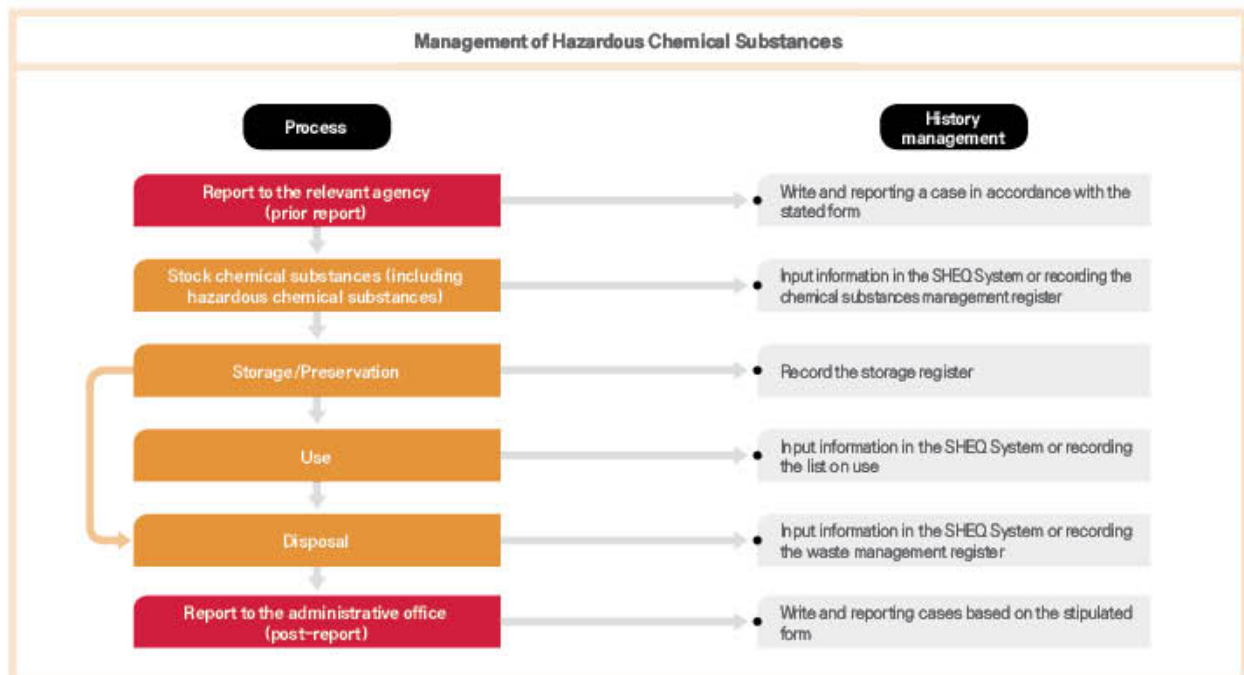 Management of Hazardous Chemical Substances
Process
History
management
Report to the relevant agency
(prior report)
Write and reporting a case in accordance with the
stated form
Stock chemical substances (including
hazardous chemical substances)
Input information in the SHEQ System or recording the
chemical substances management register
Storage/Preservation
Record the storage register
Use
Input information in the SHEQ System or recording
the list on use
Disposal
Input information in the SHEQ System or recording
the waste management register
Report to the administrative office
(post-report)
Write and reporting cases based on the stipulated
form